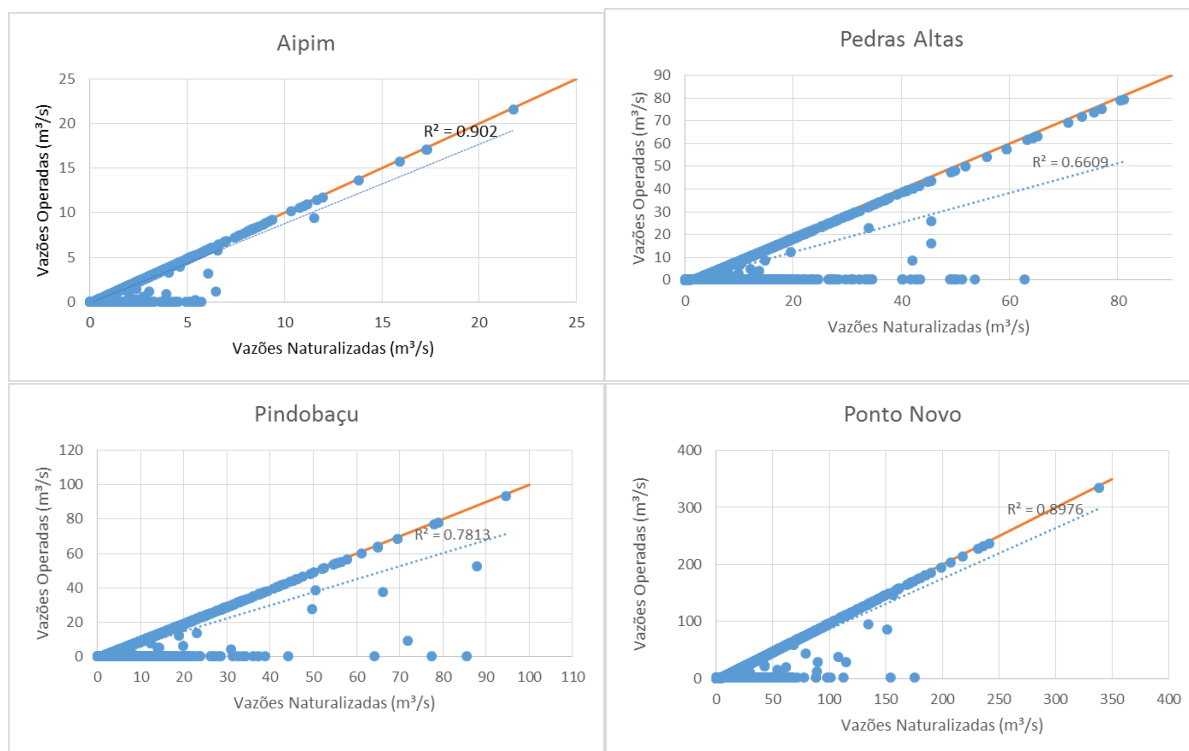 Aipim
Vazões Operadas (m³/s)
25
20
15
10
5
0
R² = 0.902
0 5 10 15 20 25
Vazões Naturalizadas (m³/s)
Pedras Altas
Vazões Operadas (m³/s)
90
80
70
60
50
40
30
20
10
0
R² = 0.6609
0 20 40 60 80
Vazões Naturalizadas (m³/s)
Pindobaçu
Vazões Operadas (m³/s)
120
100
80
60
40
20
0
R² = 0.7813
0 10 20 30 40 50 60 70 80 90 100 110
Vazões Naturalizadas (m³/s)
Ponto Novo
Vazões Operadas (m³/s)
400
300
200
100
0
R² = 0.8976
0 50 100 150 200 250 300 350 400
Vazões Naturalizadas (m³/s)